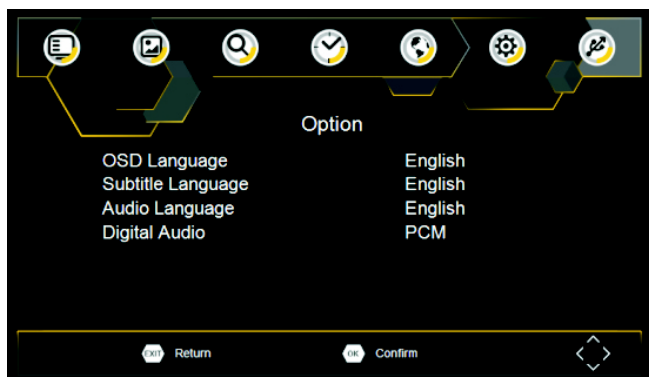 Option
OSD Language English
Subtitle Language English
Audio Language English
Digital Audio PCM
EXIT Return OK Confirm